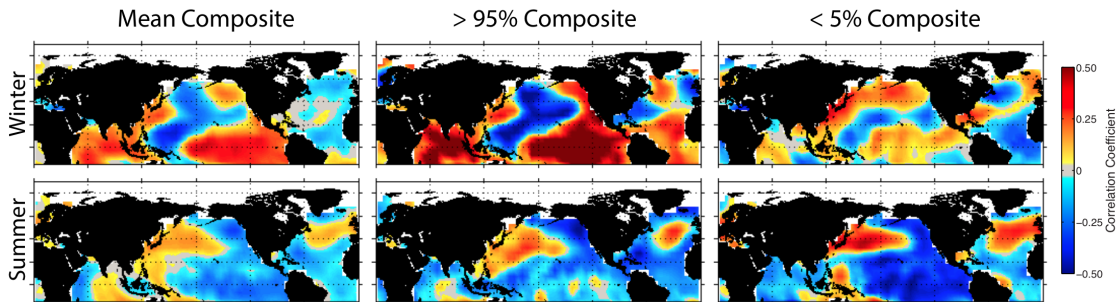 Mean Composite
> 95% Composite
< 5% Composite
Winter
Summer
0.50
0.25
0
−0.25
−0.50
Correlation Coefficient